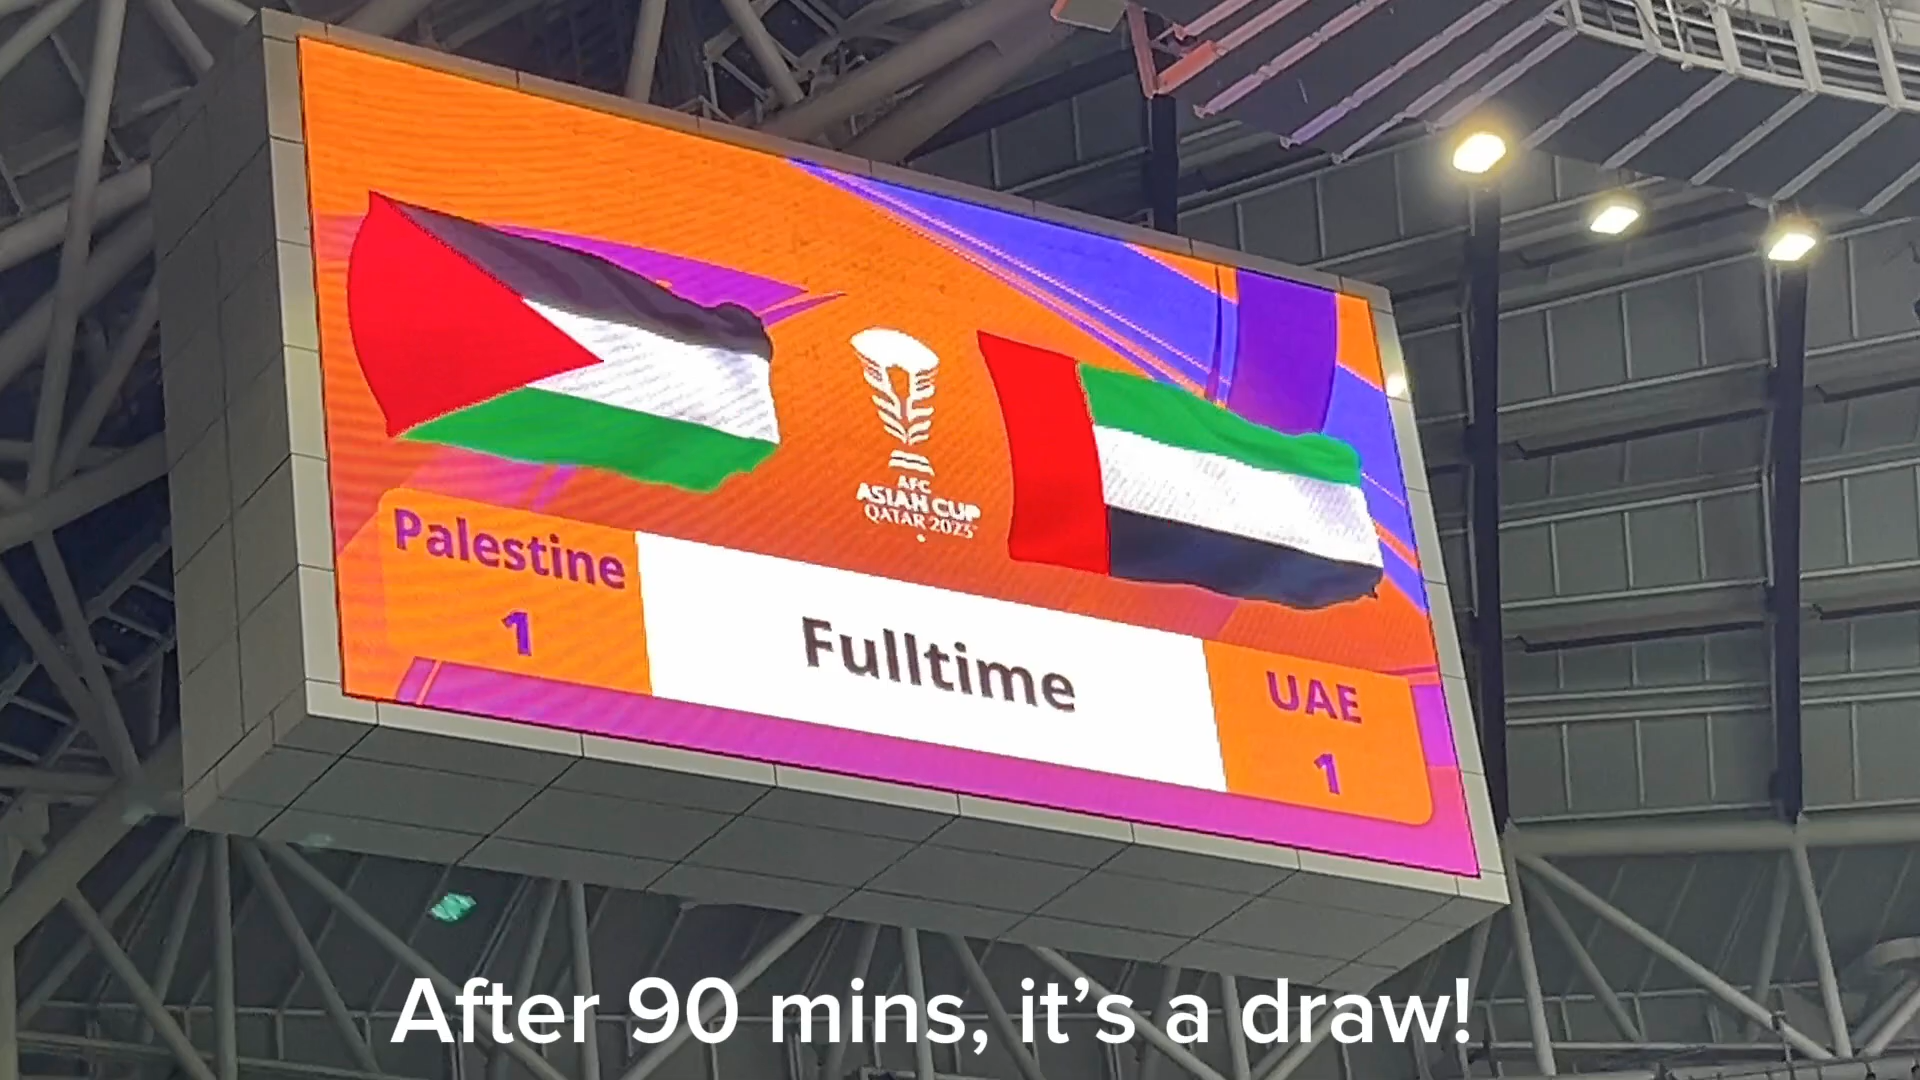 AFC
ASIAN CUP
QATAR 2023
Palestine
1
Fulltime
UAE
1
After 90 mins, it’s a draw!